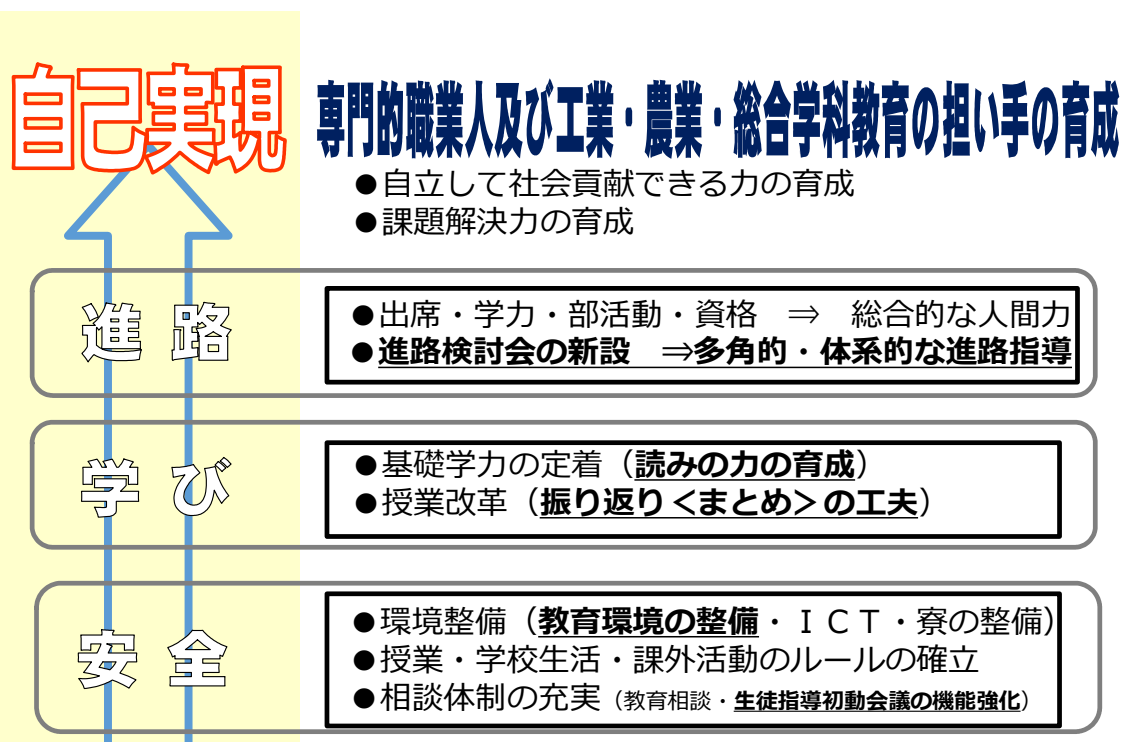 自己実現
専門的職業人及び工業・農業・総合学科教育の担い手の育成
●自立して社会貢献できる力の育成
●課題解決力の育成
進 路
●出席・学力・部活動・資格　⇒　総合的な人間力
●進路検討会の新設　⇒多角的・体系的な進路指導
学 び
●基礎学力の定着（読みの力の育成）
●授業改革（振り返り＜まとめ＞の工夫）
安 全
●環境整備（教育環境の整備・ＩＣＴ・寮の整備）
●授業・学校生活・課外活動のルールの確立
●相談体制の充実（教育相談・生徒指導初動会議の機能強化）